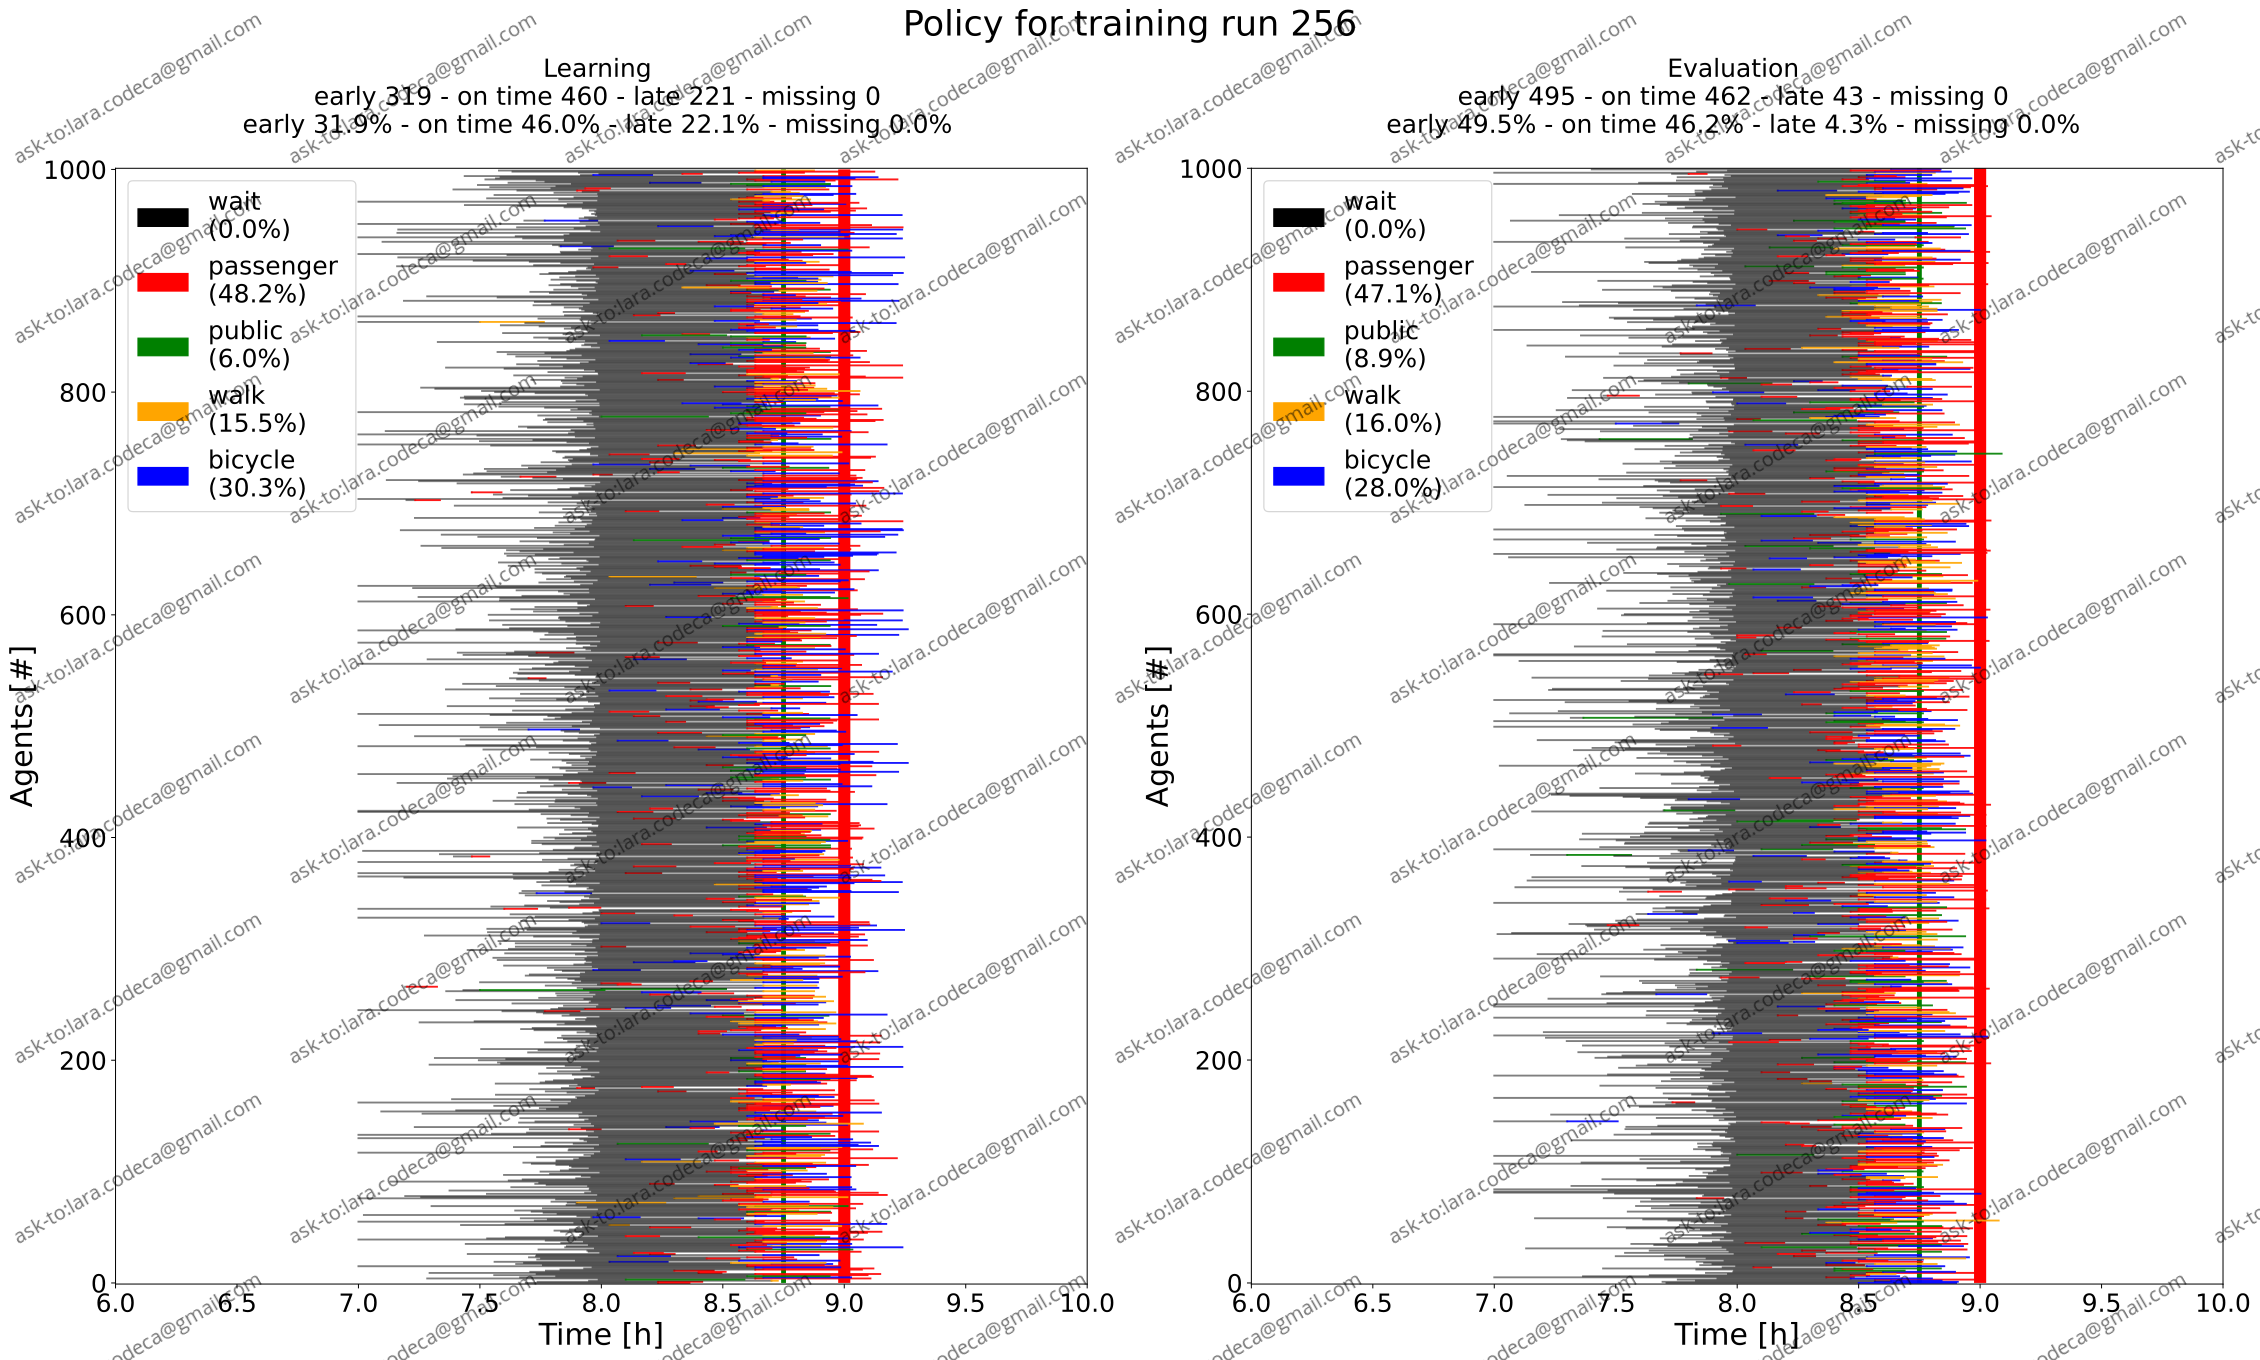 Policy for training run 256
Learning
early 319 - on time 460 - late 221 - missing 0
early 31.9% - on time 46.0% - late 22.1% - missing 0.0%
1000
800
600
400
200
0
Agents [#]
wait
(0.0%)
passenger
(48.2%)
public
(6.0%)
walk
(15.5%)
bicycle
(30.3%)
6.0 6.5 7.0 7.5 8.0 8.5 9.0 9.5 10.0
Time [h]
Evaluation
early 495 - on time 462 - late 43 - missing 0
early 49.5% - on time 46.2% - late 4.3% - missing 0.0%
1000
800
600
400
200
0
Agents [#]
wait
(0.0%)
passenger
(47.1%)
public
(8.9%)
walk
(16.0%)
bicycle
(28.0%)
6.0 6.5 7.0 7.5 8.0 8.5 9.0 9.5 10.0
Time [h]
ask-to:lara.codeca@gmail.com